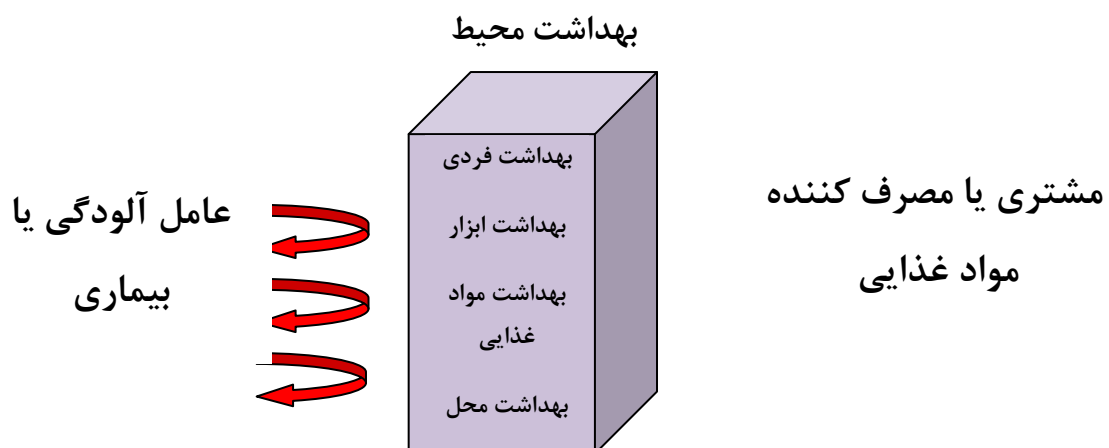 بهداشت محیط
مشتری یا مصرف کننده
مواد غذایی
بهداشت فردی
بهداشت ابزار
بهداشت مواد
غذایی
بهداشت محل
عامل آلودگی یا
بیماری